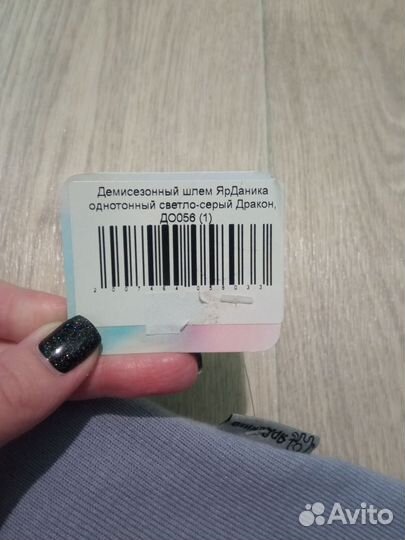 Демисезонный шлем ЯрДаника
однотонный светло-серый Дракон,
ДО056 (1)
Avito